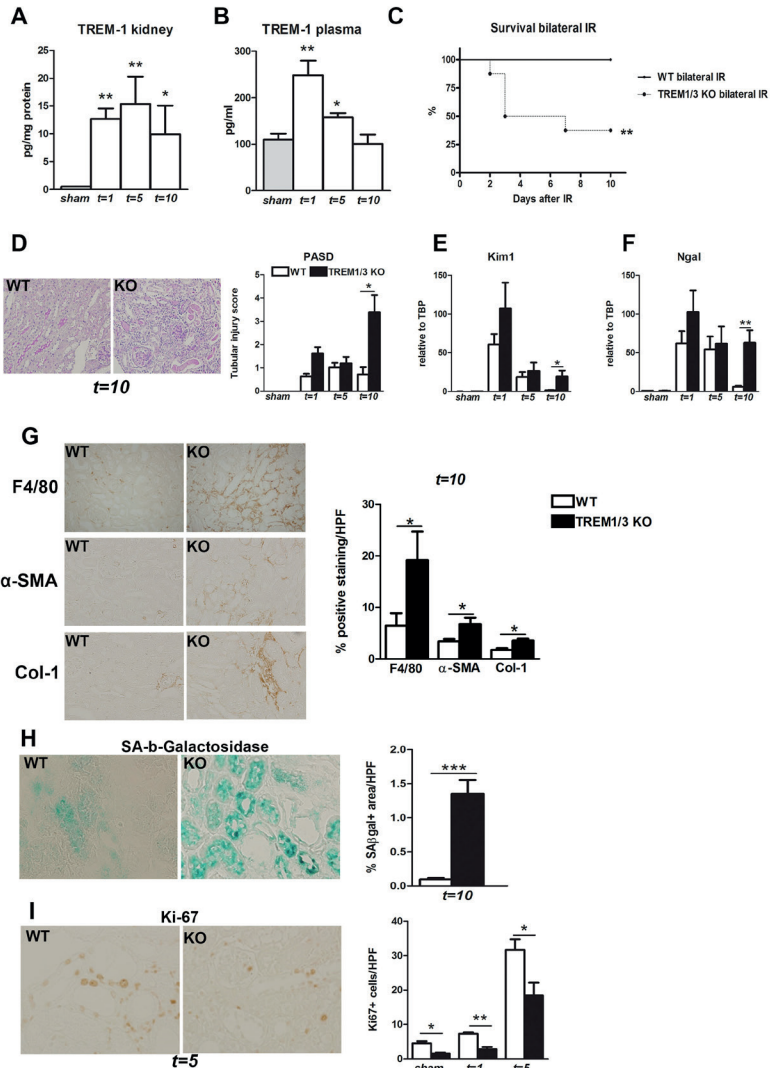 A
TREM-1 kidney
pg/mg protein
25
20
15
10
5
0
**
**
*
sham t=1 t=5 t=10
B
TREM-1 plasma
pg/ml
300
200
100
0
**
*
sham t=1 t=5 t=10
C
Survival bilateral IR
%
100
50
0
0 2 4 6 8 10
Days after IR
WT bilateral IR
TREM1/3 KO bilateral IR
**
D
WT KO
t=10
PASD
WT TREM1/3 KO
Tubular injury score
5
4
3
2
1
0
*
sham t=1 t=5 t=10
E
Kim1
relative to TBP
150
100
50
0
*
sham t=1 t=5 t=10
F
Ngal
relative to TBP
150
100
50
0
**
sham t=1 t=5 t=10
G
F4/80
WT KO
α-SMA
WT KO
Col-1
WT KO
t=10
% positive staining/HPF
30
20
10
0
*
*
*
F4/80 α-SMA Col-1
WT
TREM1/3 KO
H
SA-b-Galactosidase
WT KO
% SAβgal+ area/HPF
2.0
1.5
1.0
0.5
0.0
***
t=10
I
Ki-67
WT KO
t=5
Ki67+ cells/HPF
40
30
20
10
0
*
**
*
sham t=1 t=5